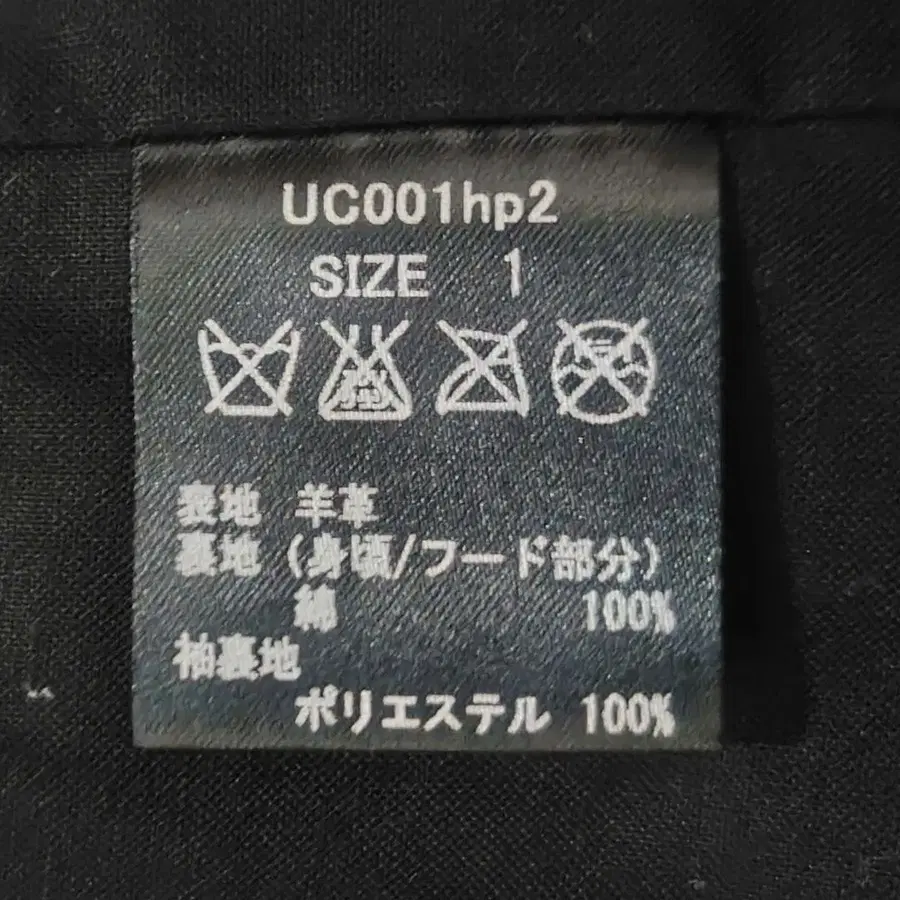 UC001hp2
SIZE 1
表地 羊革
裏地 (身頃/フード部分)
綿 100%
袖裏地
ポリエステル 100%